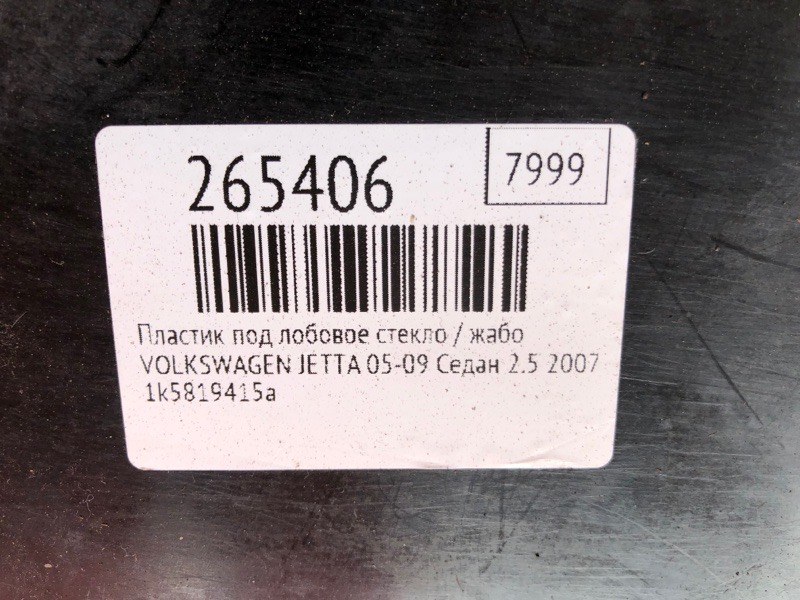 265406
7999
Пластик под лобовое стекло / жабо
VOLKSWAGEN JETTA 05-09 Седан 2.5 2007
1k5819415a